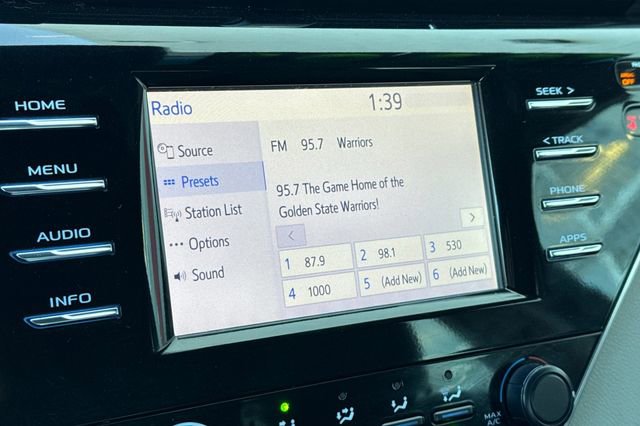 HOME
MENU
AUDIO
INFO
Radio 1:39
Source
Presets
Station List
Options
Sound
FM 95.7 Warriors
95.7 The Game Home of the
Golden State Warriors!
< >
1 87.9 2 98.1 3 530
4 1000 5 (Add New) 6 (Add New)
SEEK >
< TRACK
PHONE
APPS
OFF
MAX
A/C